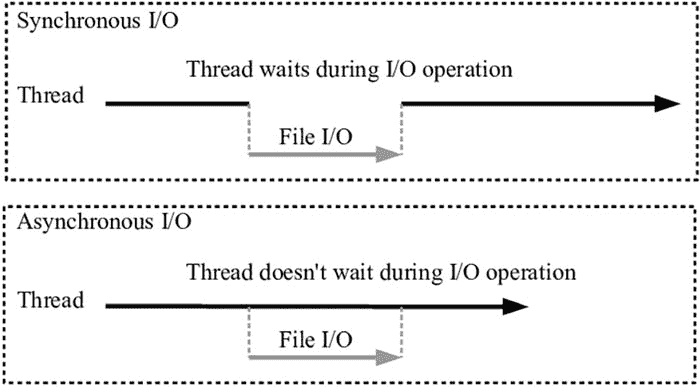 Synchronous I/O
Thread waits during I/O operation
Thread
File I/O
Asynchronous I/O
Thread doesn't wait during I/O operation
Thread
File I/O